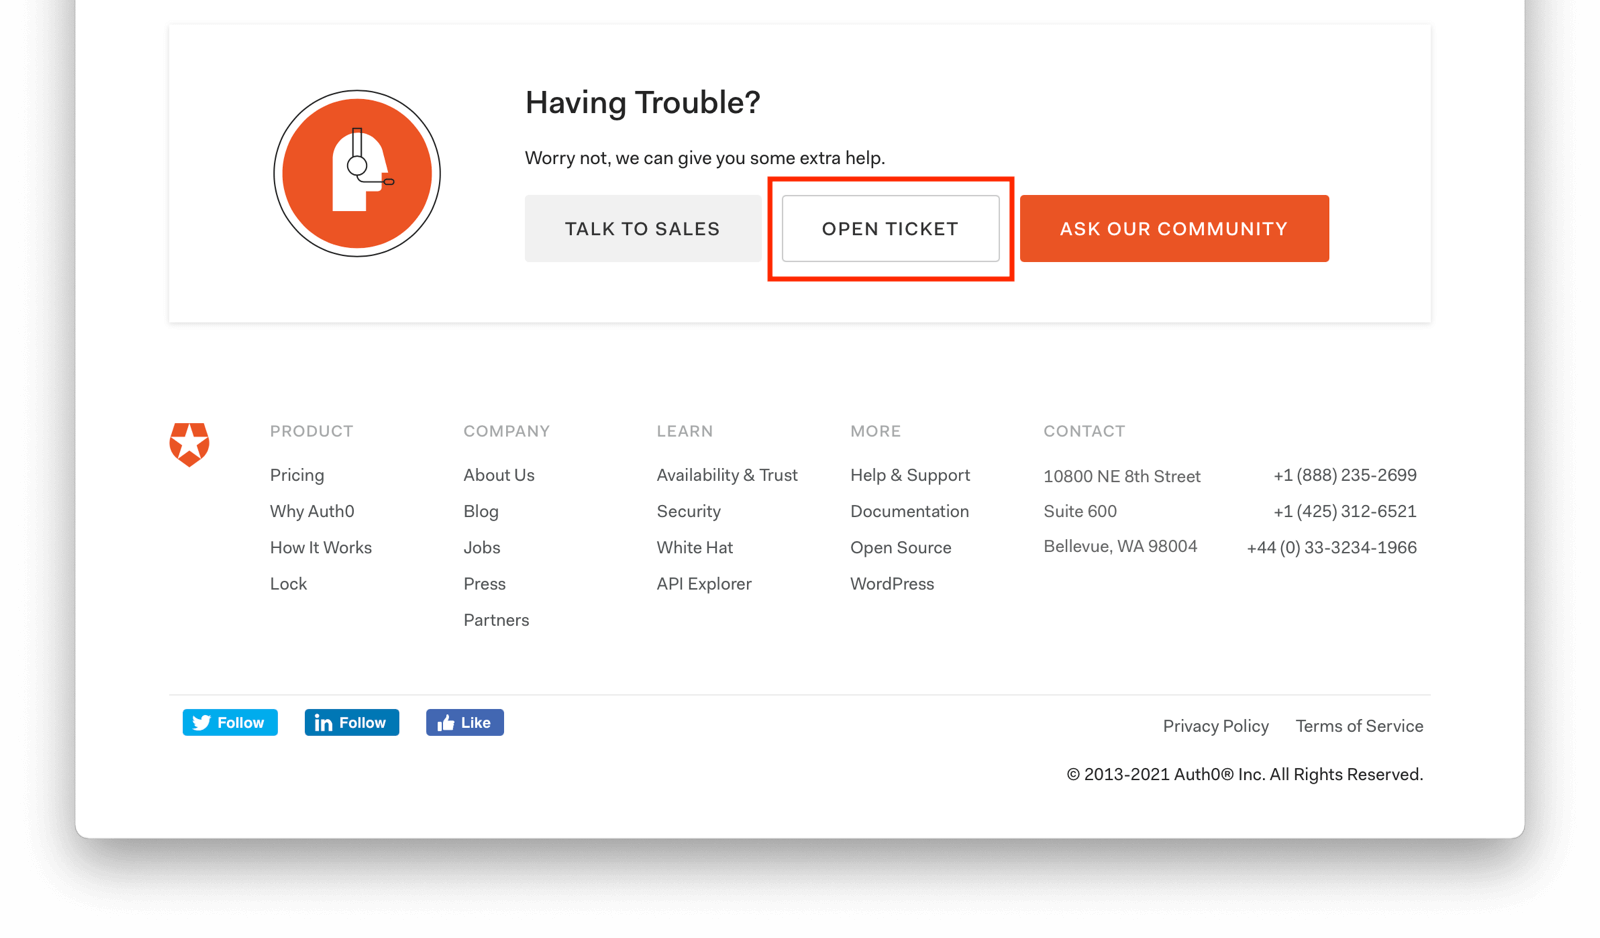 Having Trouble?
Worry not, we can give you some extra help.
TALK TO SALES
OPEN TICKET
ASK OUR COMMUNITY
PRODUCT
Pricing
Why Auth0
How It Works
Lock
COMPANY
About Us
Blog
Jobs
Press
Partners
LEARN
Availability & Trust
Security
White Hat
API Explorer
MORE
Help & Support
Documentation
Open Source
WordPress
CONTACT
10800 NE 8th Street
Suite 600
Bellevue, WA 98004
+1 (888) 235-2699
+1 (425) 312-6521
+44 (0) 33-3234-1966
Follow
in Follow
Like
Privacy Policy
Terms of Service
© 2013-2021 Auth0® Inc. All Rights Reserved.